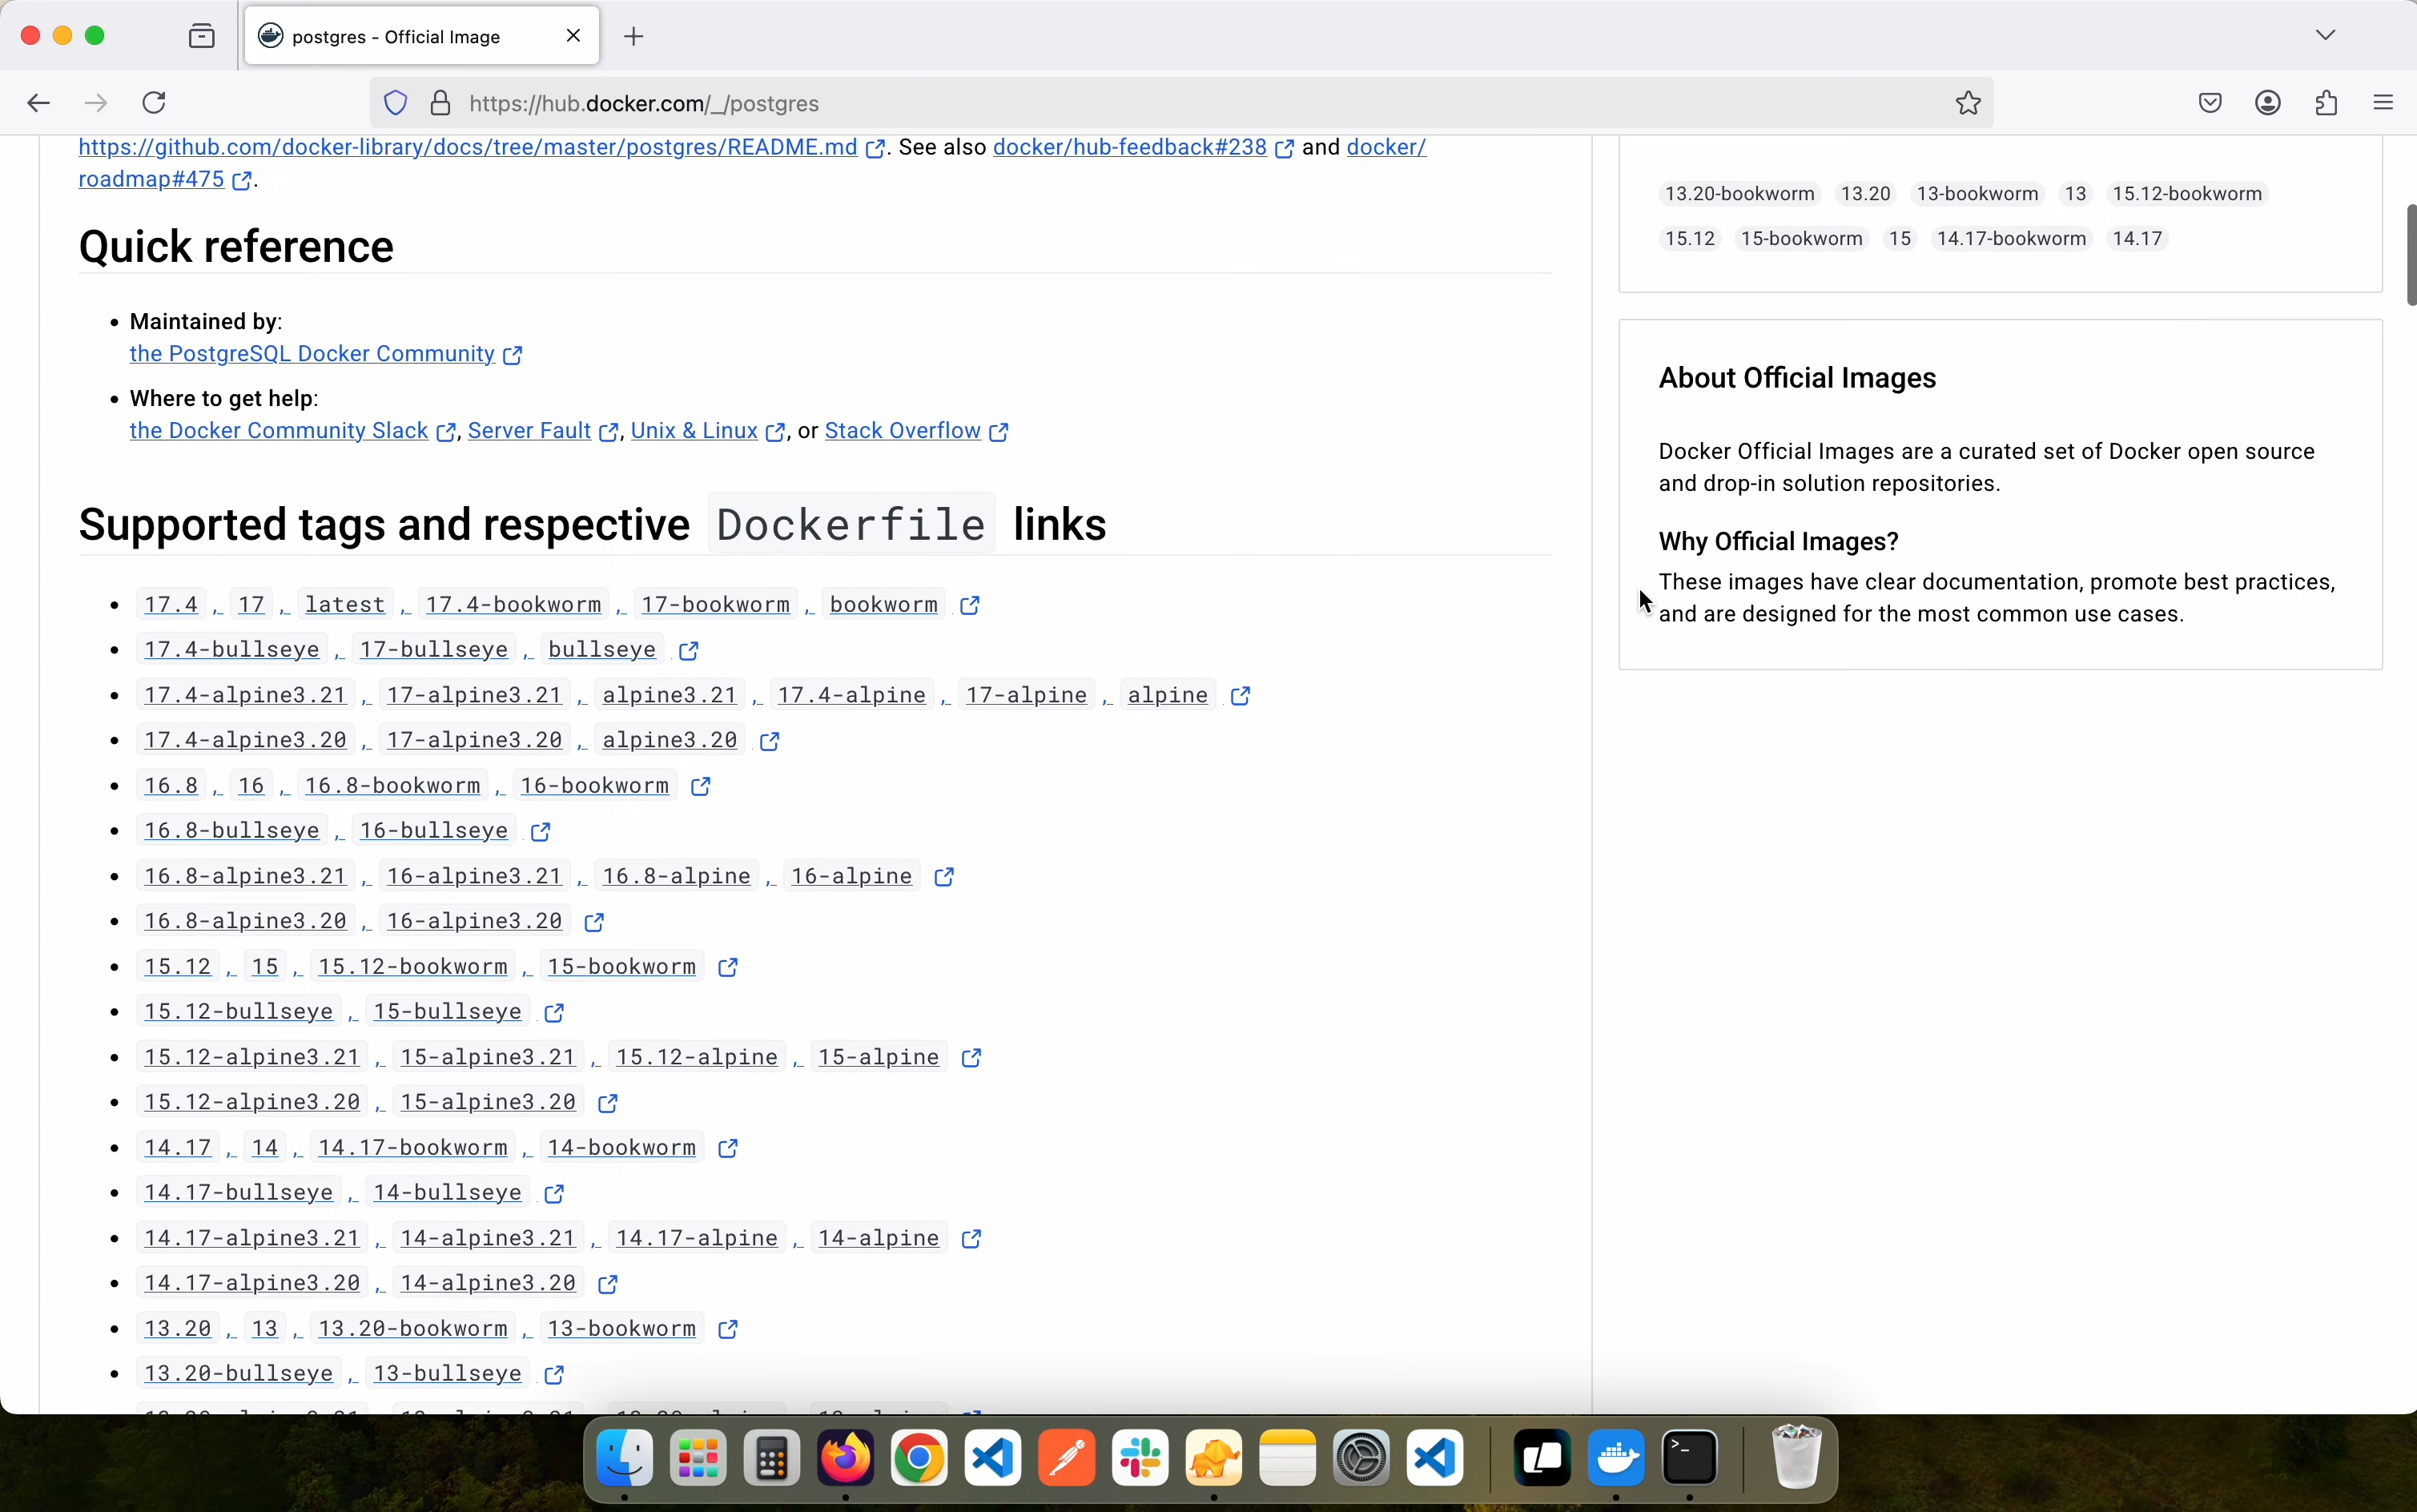 postgres - Official Image
https://hub.docker.com/_/postgres
https://github.com/docker-library/docs/tree/master/postgres/README.md. See also docker/hub-feedback#238 and docker/
roadmap#475.
Quick reference
• Maintained by:
the PostgreSQL Docker Community
• Where to get help:
the Docker Community Slack, Server Fault, Unix & Linux, or Stack Overflow
Supported tags and respective Dockerfile links
• 17.4, 17, latest, 17.4-bookworm, 17-bookworm, bookworm
• 17.4-bullseye, 17-bullseye, bullseye
• 17.4-alpine3.21, 17-alpine3.21, alpine3.21, 17.4-alpine, 17-alpine, alpine
• 17.4-alpine3.20, 17-alpine3.20, alpine3.20
• 16.8, 16, 16.8-bookworm, 16-bookworm
• 16.8-bullseye, 16-bullseye
• 16.8-alpine3.21, 16-alpine3.21, 16.8-alpine, 16-alpine
• 16.8-alpine3.20, 16-alpine3.20
• 15.12, 15, 15.12-bookworm, 15-bookworm
• 15.12-bullseye, 15-bullseye
• 15.12-alpine3.21, 15-alpine3.21, 15.12-alpine, 15-alpine
• 15.12-alpine3.20, 15-alpine3.20
• 14.17, 14, 14.17-bookworm, 14-bookworm
• 14.17-bullseye, 14-bullseye
• 14.17-alpine3.21, 14-alpine3.21, 14.17-alpine, 14-alpine
• 14.17-alpine3.20, 14-alpine3.20
• 13.20, 13, 13.20-bookworm, 13-bookworm
• 13.20-bullseye, 13-bullseye
13.20-bookworm 13.20 13-bookworm 13 15.12-bookworm
15.12 15-bookworm 15 14.17-bookworm 14.17
About Official Images
Docker Official Images are a curated set of Docker open source
and drop-in solution repositories.
Why Official Images?
These images have clear documentation, promote best practices,
and are designed for the most common use cases.